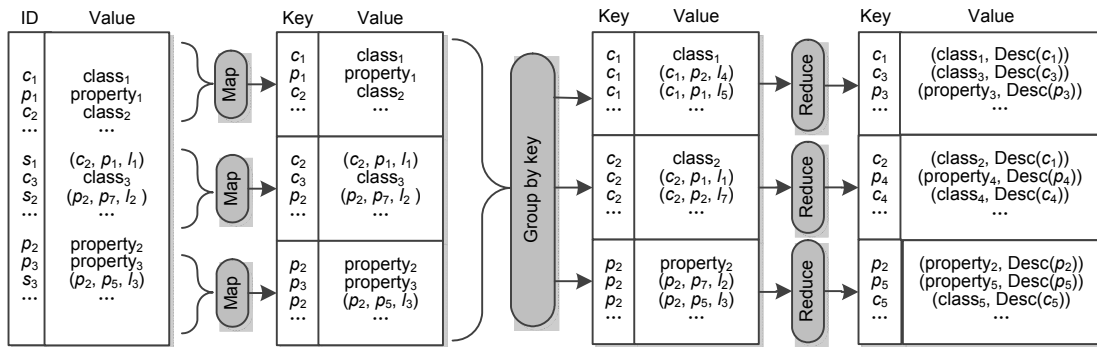 ID Value
c₁ class₁
p₁ property₁
c₂ class₂
... ...
s₁ (c₂, p₁, l₁)
c₃ class₃
s₂ (p₂, p₇, l₂ )
... ...
p₂ property₂
p₃ property₃
s₃ (p₂, p₅, l₃)
... ...
Map
Map
Map
Key Value
c₁ class₁
p₁ property₁
c₂ class₂
... ...
c₂ (c₂, p₁, l₁)
c₃ class₃
p₂ (p₂, p₇, l₂ )
... ...
p₂ property₂
p₃ property₃
p₂ (p₂, p₅, l₃)
... ...
Group by key
Key Value
c₁ class₁
c₁ (c₁, p₂, l₄)
c₁ (c₁, p₁, l₅)
... ...
c₂ class₂
c₂ (c₂, p₁, l₁)
c₂ (c₂, p₂, l₇)
... ...
p₂ property₂
p₂ (p₂, p₇, l₂)
p₂ (p₂, p₅, l₃)
... ...
Reduce
Reduce
Reduce
Key Value
c₁ (class₁, Desc(c₁))
c₃ (class₃, Desc(c₃))
p₃ (property₃, Desc(p₃))
... ...
c₂ (class₂, Desc(c₁))
p₄ (property₄, Desc(p₄))
c₄ (class₄, Desc(c₄))
... ...
p₂ (property₂, Desc(p₂))
p₅ (property₅, Desc(p₅))
c₅ (class₅, Desc(c₅))
... ...